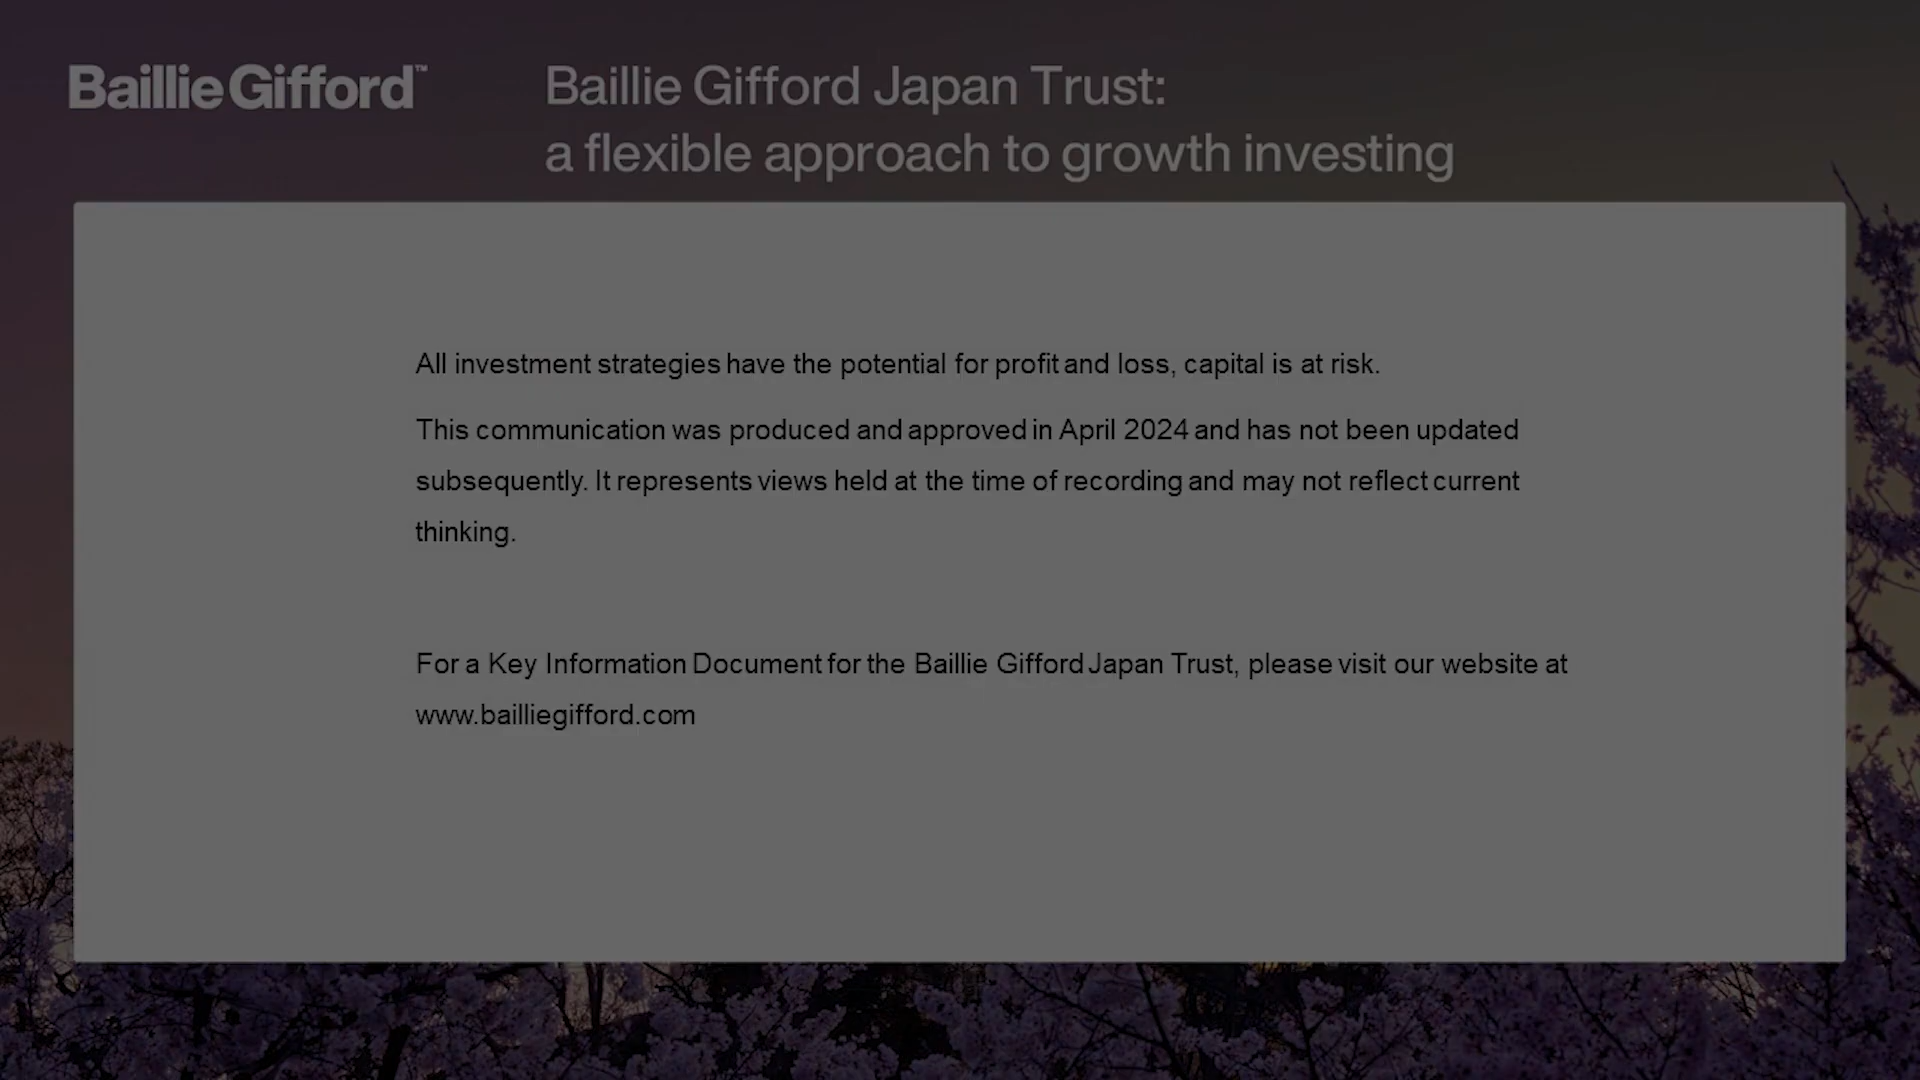 Baillie Gifford™
Baillie Gifford Japan Trust:
a flexible approach to growth investing
All investment strategies have the potential for profit and loss, capital is at risk.
This communication was produced and approved in April 2024 and has not been updated
subsequently. It represents views held at the time of recording and may not reflect current
thinking.
For a Key Information Document for the Baillie Gifford Japan Trust, please visit our website at
www.bailliegifford.com